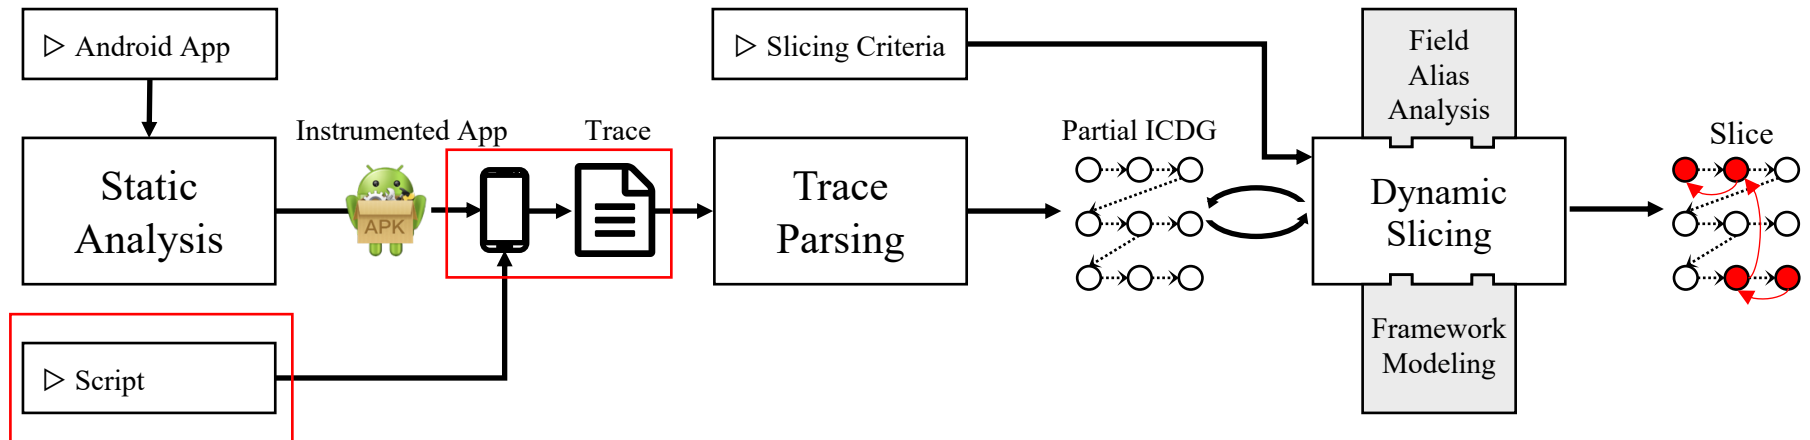 Android App
Slicing Criteria
Field
Alias
Analysis
Instrumented App
Trace
Partial ICDG
Slice
Static
Analysis
APK
Trace
Parsing
Dynamic
Slicing
Script
Framework
Modeling